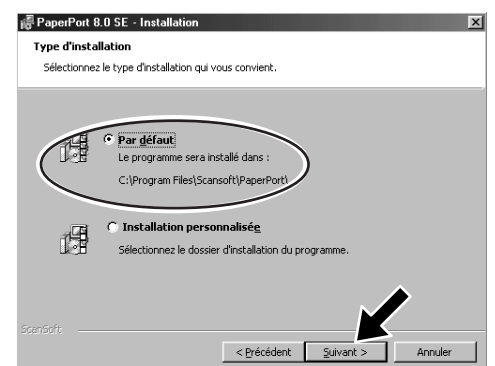 PaperPort 8.0 SE - Installation
Type d'installation
Sélectionnez le type d'installation qui vous convient.
Par défaut
Le programme sera installé dans :
C:\Program Files\Scansoft\PaperPort\
Installation personnalisée
Sélectionnez le dossier d'installation du programme.
ScanSoft
< Précédent
Suivant >
Annuler